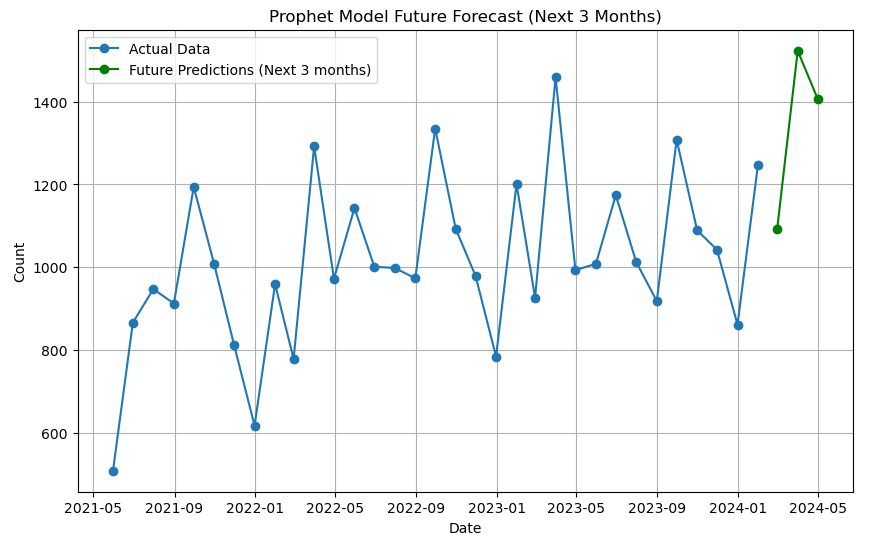 Prophet Model Future Forecast (Next 3 Months)
Actual Data
Future Predictions (Next 3 months)
Count
1400
1200
1000
800
600
2021-05 2021-09 2022-01 2022-05 2022-09 2023-01 2023-05 2023-09 2024-01 2024-05
Date